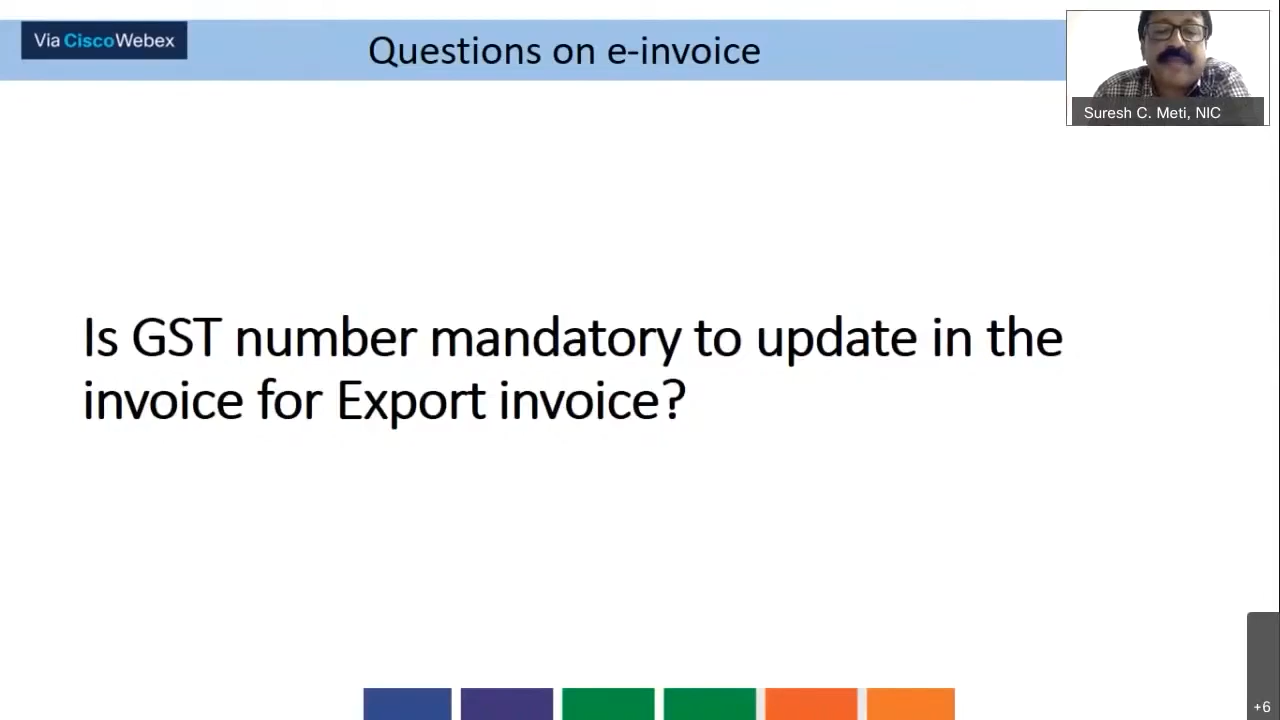 Via CiscoWebex
Questions on e-invoice
Suresh C. Meti, NIC
Is GST number mandatory to update in the
invoice for Export invoice?
+6